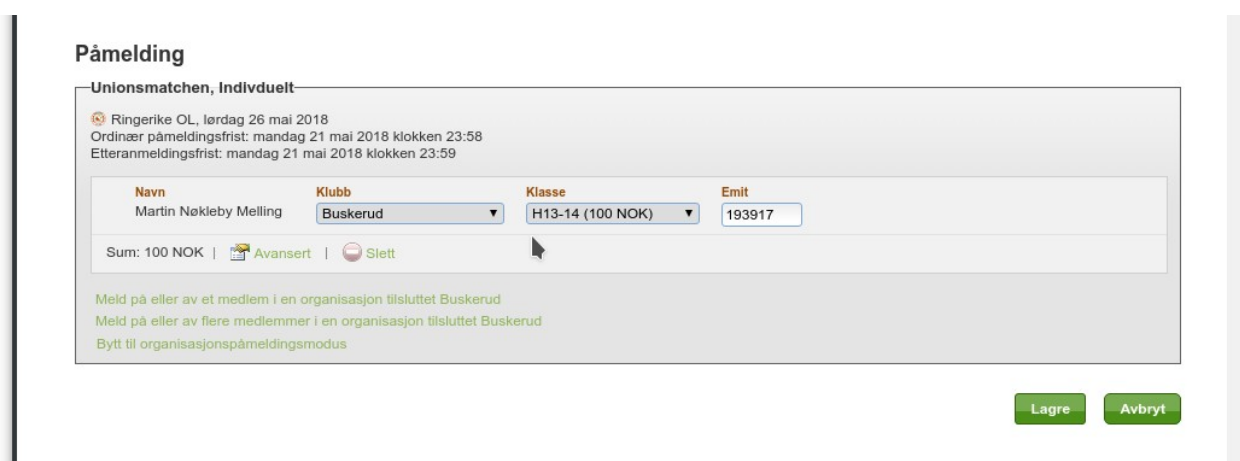 Påmelding
Unionsmatchen, Indivduelt
Ringerike OL, lørdag 26 mai 2018
Ordinær påmeldingsfrist: mandag 21 mai 2018 klokken 23:58
Etteranmeldingsfrist: mandag 21 mai 2018 klokken 23:59
Navn Klubb Klasse Emit
Martin Nøkleby Melling Buskerud H13-14 (100 NOK) 193917
Sum: 100 NOK | Avansert | Slett
Meld på eller av et medlem i en organisasjon tilsluttet Buskerud
Meld på eller av flere medlemmer i en organisasjon tilsluttet Buskerud
Bytt til organisasjonspåmeldingsmodus
Lagre Avbryt